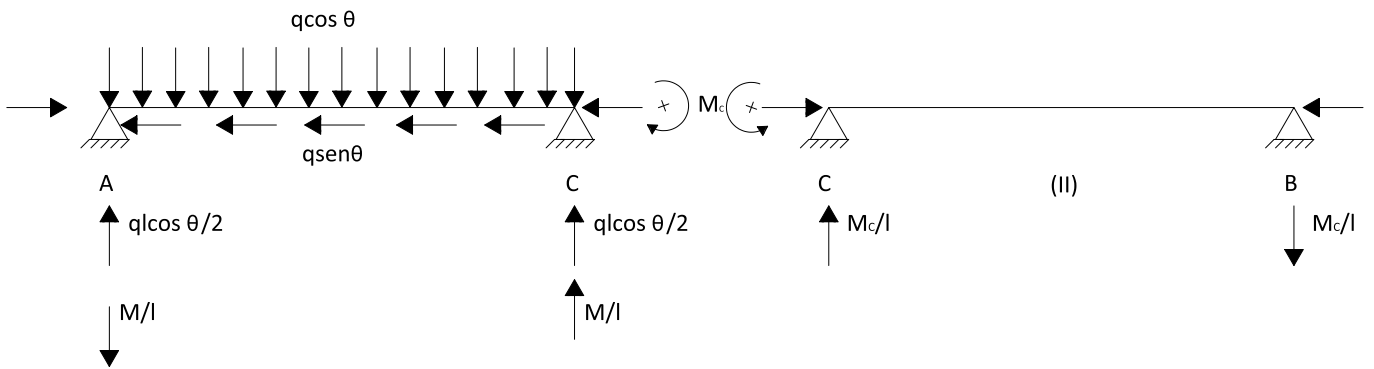 qcos θ
Mc
qsenθ
A
C
C
(II)
B
qlcos θ/2
qlcos θ/2
Mc/l
Mc/l
M/l
M/l